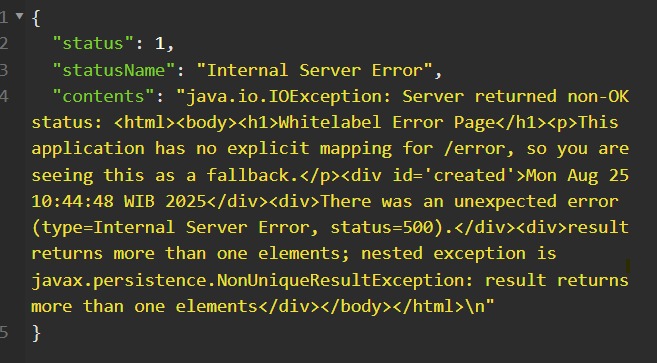 1 {
2 "status": 1,
3 "statusName": "Internal Server Error",
4 "contents": "java.io.IOException: Server returned non-OK
status: <html><body><h1>Whitelabel Error Page</h1><p>This
application has no explicit mapping for /error, so you are
seeing this as a fallback.</p><div id='created'>Mon Aug 25
10:44:48 WIB 2025</div><div>There was an unexpected error
(type=Internal Server Error, status=500).</div><div>result
returns more than one elements; nested exception is
javax.persistence.NonUniqueResultException: result returns
more than one elements</div></body></html>\n"
5 }